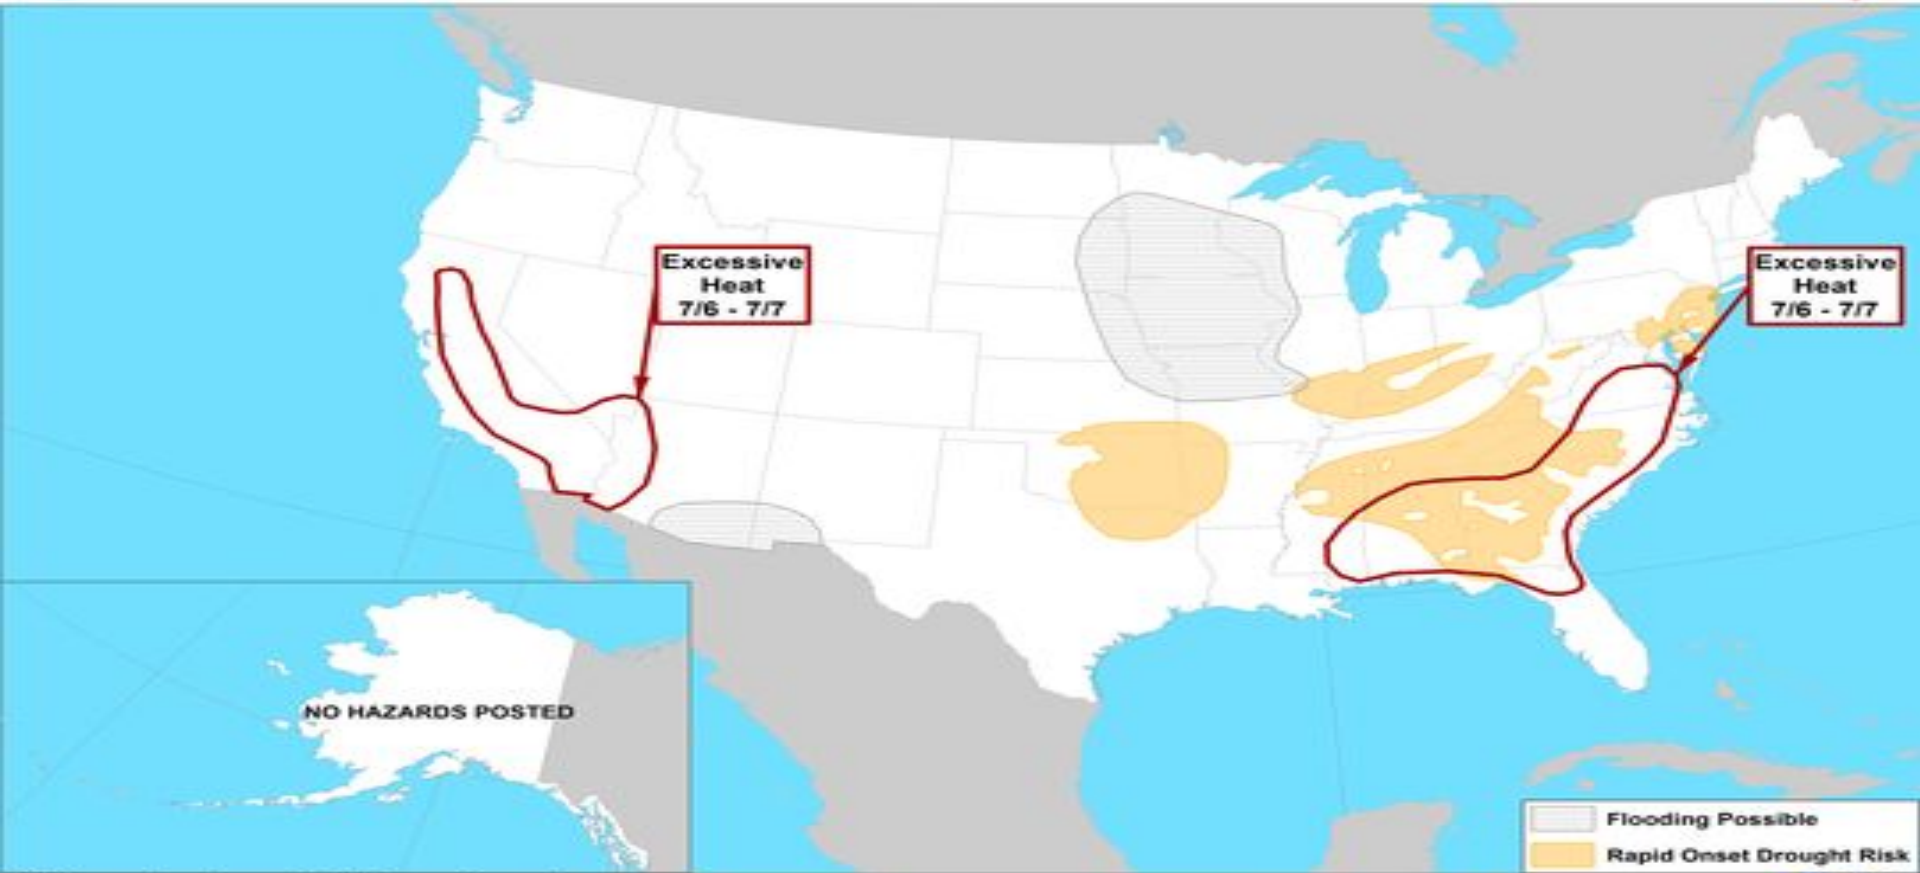 Excessive
Heat
7/6 - 7/7
Excessive
Heat
7/6 - 7/7
NO HAZARDS POSTED
Flooding Possible
Rapid Onset Drought Risk